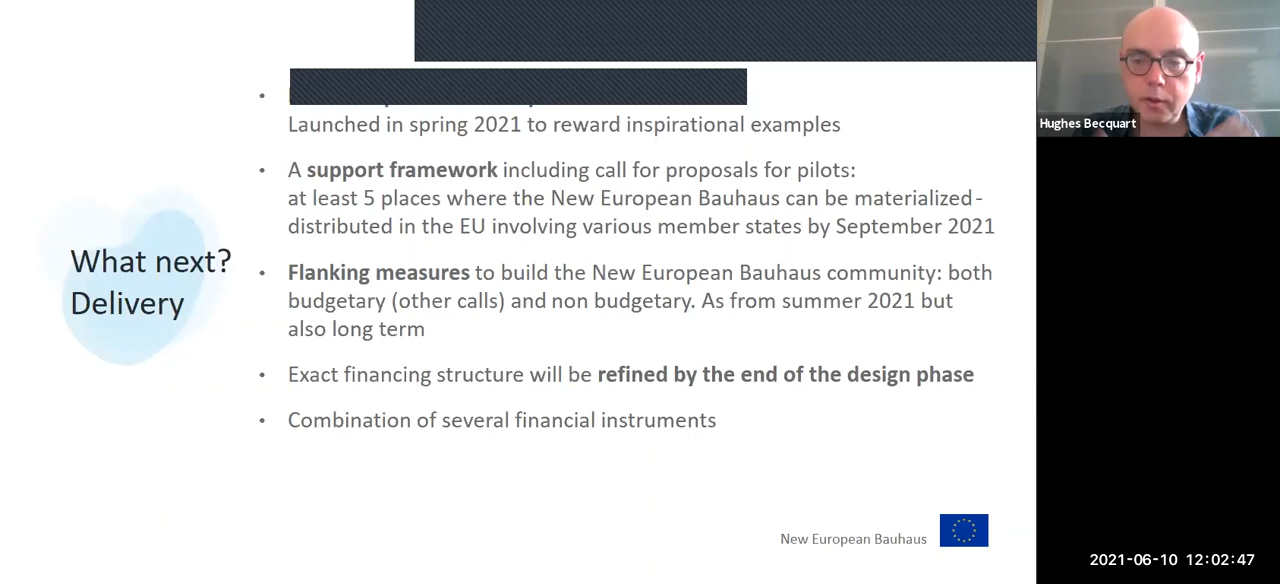 Launched in spring 2021 to reward inspirational examples
• A support framework including call for proposals for pilots:
at least 5 places where the New European Bauhaus can be materialized-
distributed in the EU involving various member states by September 2021
What next?
Delivery
• Flanking measures to build the New European Bauhaus community: both
budgetary (other calls) and non budgetary. As from summer 2021 but
also long term
• Exact financing structure will be refined by the end of the design phase
• Combination of several financial instruments
New European Bauhaus
Hughes Becquart
2021-06-10 12:02:47